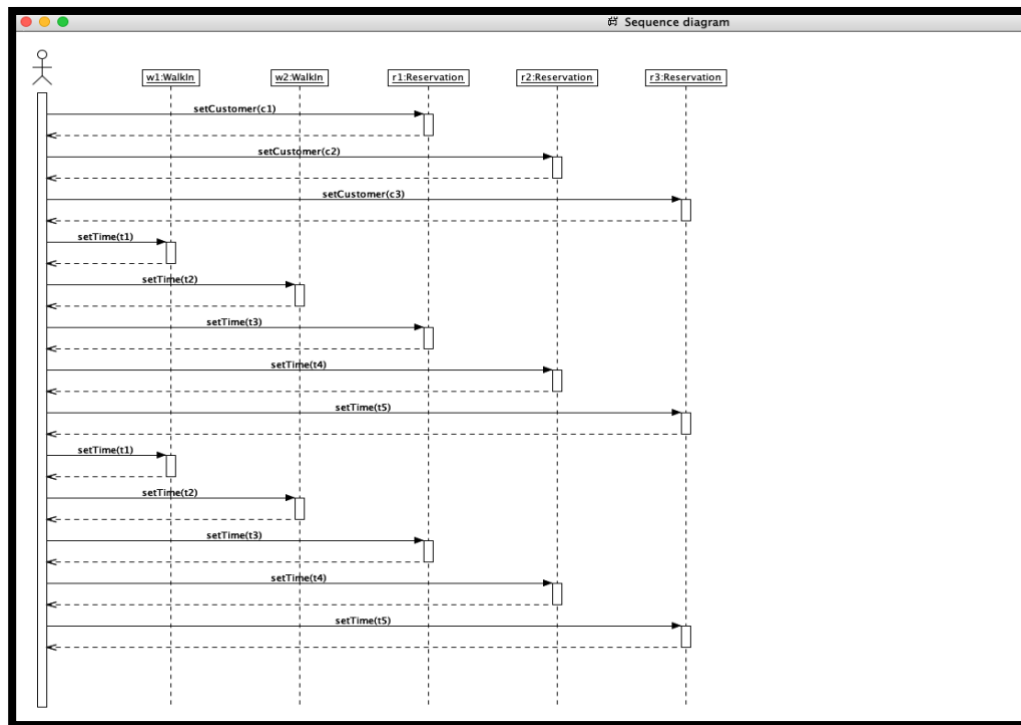 Sequence diagram
w1:WalkIn w2:WalkIn r1:Reservation r2:Reservation r3:Reservation
setCustomer(c1)
setCustomer(c2)
setCustomer(c3)
setTime(t1)
setTime(t2)
setTime(t3)
setTime(t4)
setTime(t5)
setTime(t1)
setTime(t2)
setTime(t3)
setTime(t4)
setTime(t5)